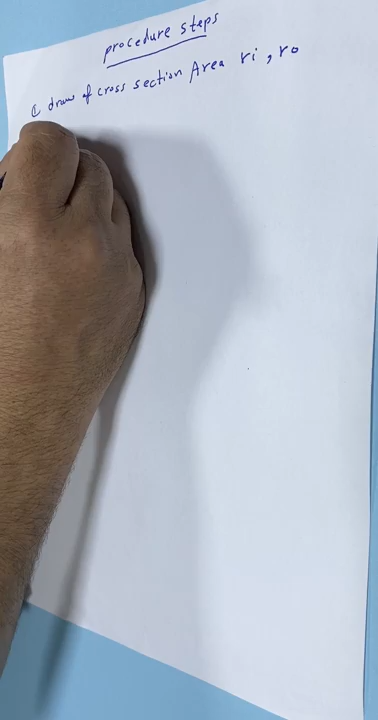 procedure steps
① draw of cross section Area ri, ro